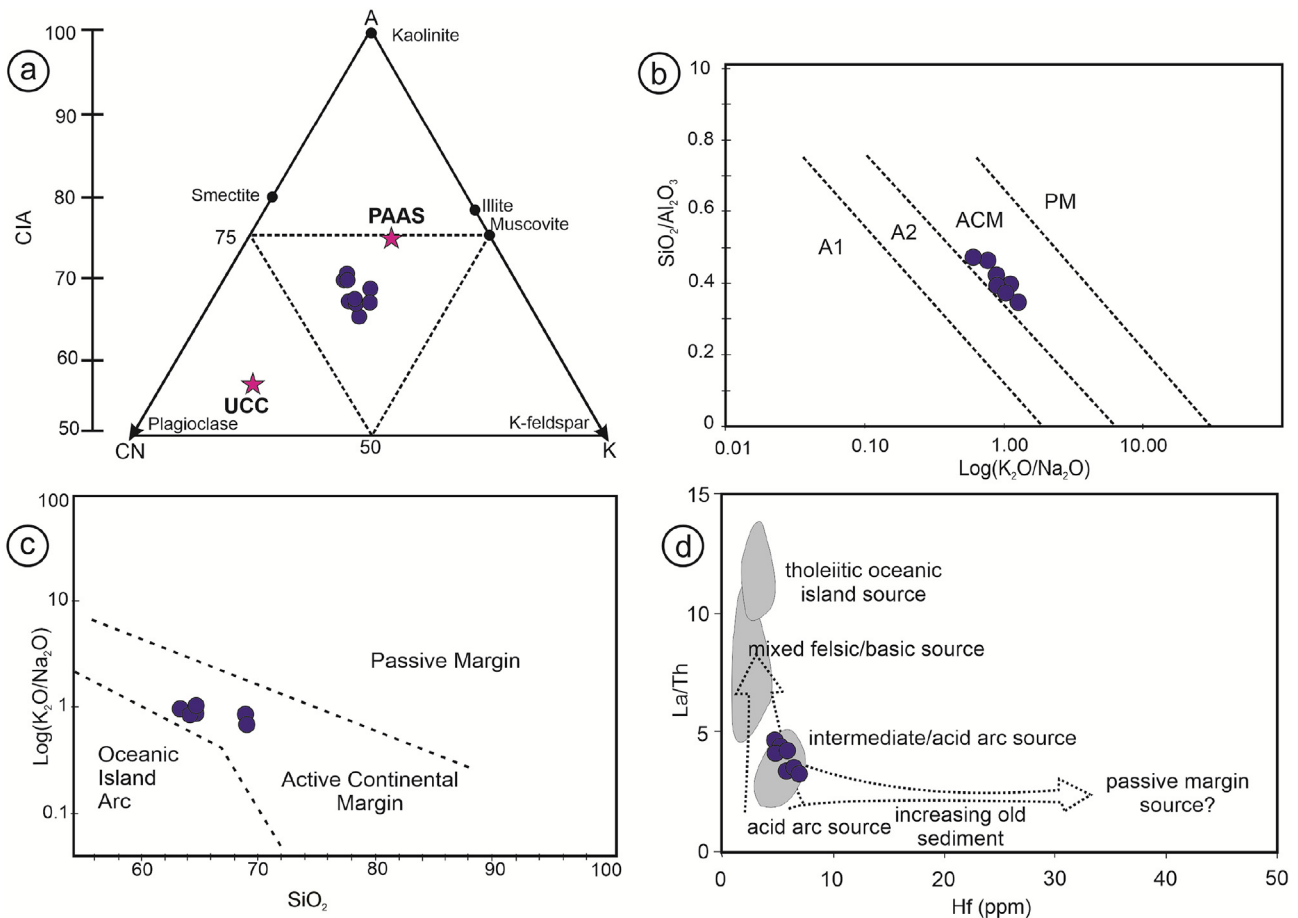 a
CIA
100
90
80
70
60
50
A
Kaolinite
Smectite
Illite
Muscovite
PAAS
75
UCC
Plagioclase
K-feldspar
CN
50
K
b
SiO₂/Al₂O₃
10
0.8
0.6
0.4
0.2
0
A1
A2
ACM
PM
0.01
0.10
1.00
10.00
Log(K₂O/Na₂O)
c
Log(K₂O/Na₂O)
100
10
1
0.1
Passive Margin
Oceanic
Island
Arc
Active Continental
Margin
60
70
80
90
100
SiO₂
d
La/Th
15
10
5
0
tholeiitic oceanic
island source
mixed felsic/basic source
intermediate/acid arc source
passive margin
source?
acid arc source
increasing old
sediment
0
10
20
30
40
50
Hf (ppm)